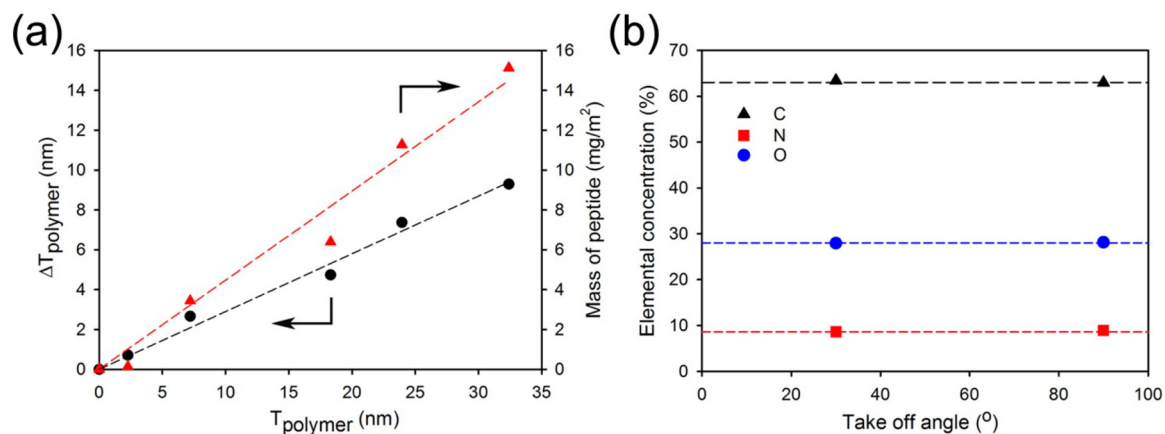 (a)
16
14
12
10
8
6
4
2
0
ΔTpolymer (nm)
16
14
12
10
8
6
4
2
0
Mass of peptide (mg/m²)
0 5 10 15 20 25 30 35
Tpolymer (nm)
(b)
70
60
50
40
30
20
10
0
Elemental concentration (%)
C
N
O
0 20 40 60 80 100
Take off angle (°)